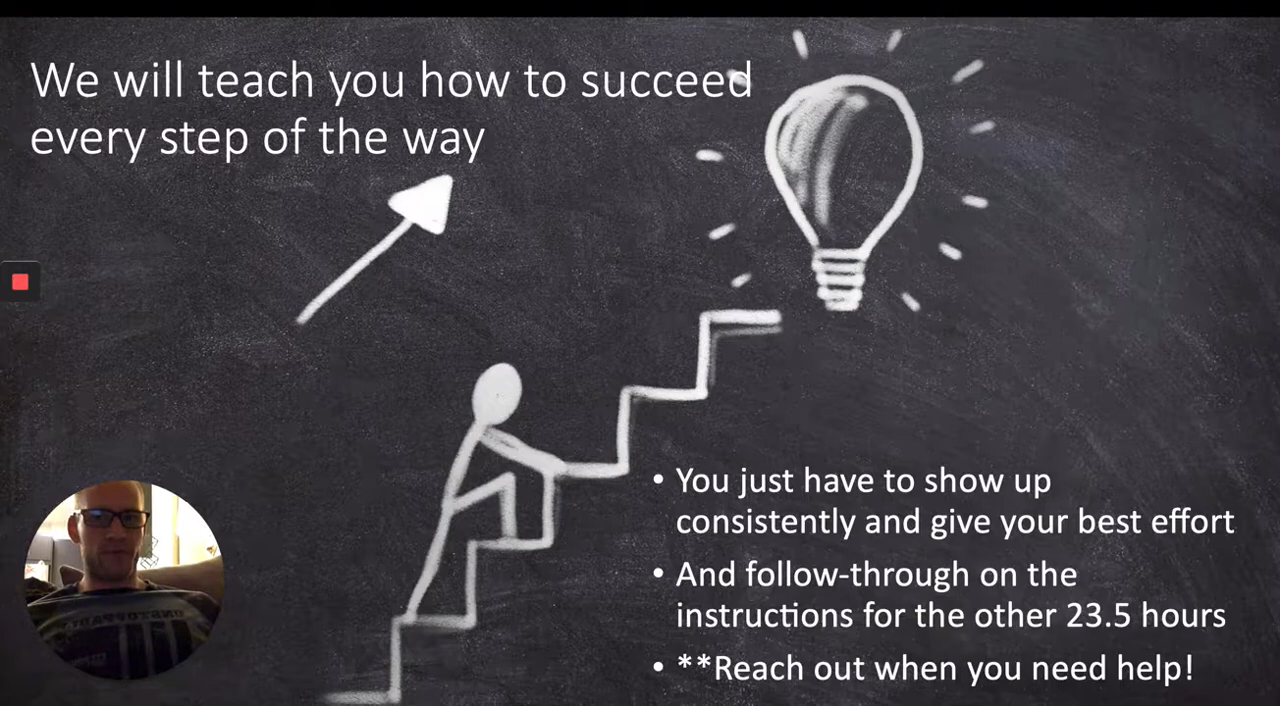 We will teach you how to succeed
every step of the way
• You just have to show up
consistently and give your best effort
• And follow-through on the
instructions for the other 23.5 hours
• **Reach out when you need help!